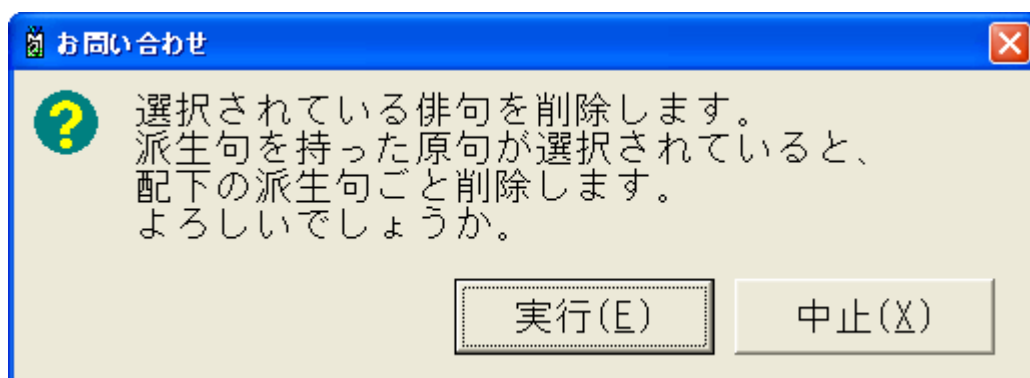 お問い合わせ
選択されている俳句を削除します。
派生句を持った原句が選択されていると、
配下の派生句ごと削除します。
よろしいでしょうか。
実行(E) 中止(X)